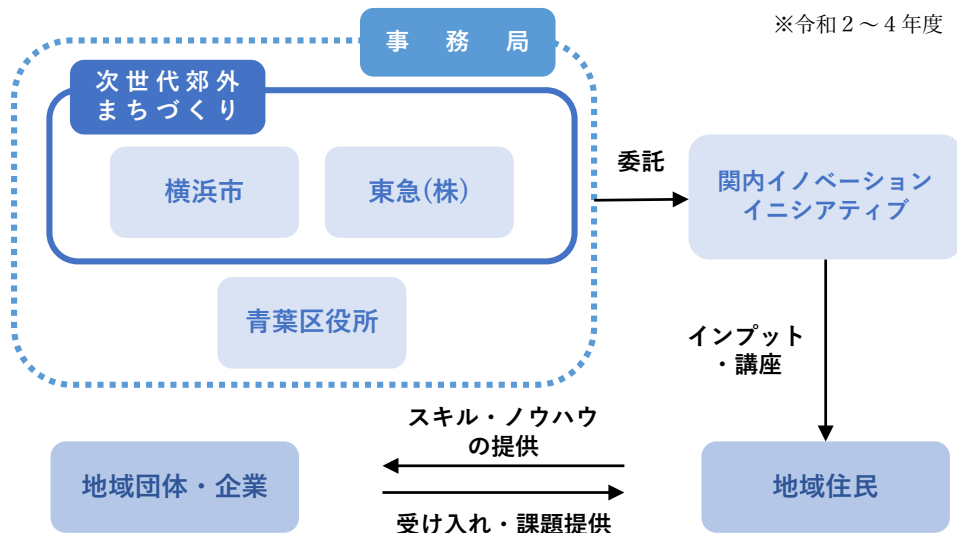 ※令和２～４年度
事務局
次世代郊外
まちづくり
横浜市
東急(株)
青葉区役所
委託
関内イノベーション
イニシアティブ
インプット
・講座
スキル・ノウハウ
の提供
地域団体・企業
地域住民
受け入れ・課題提供